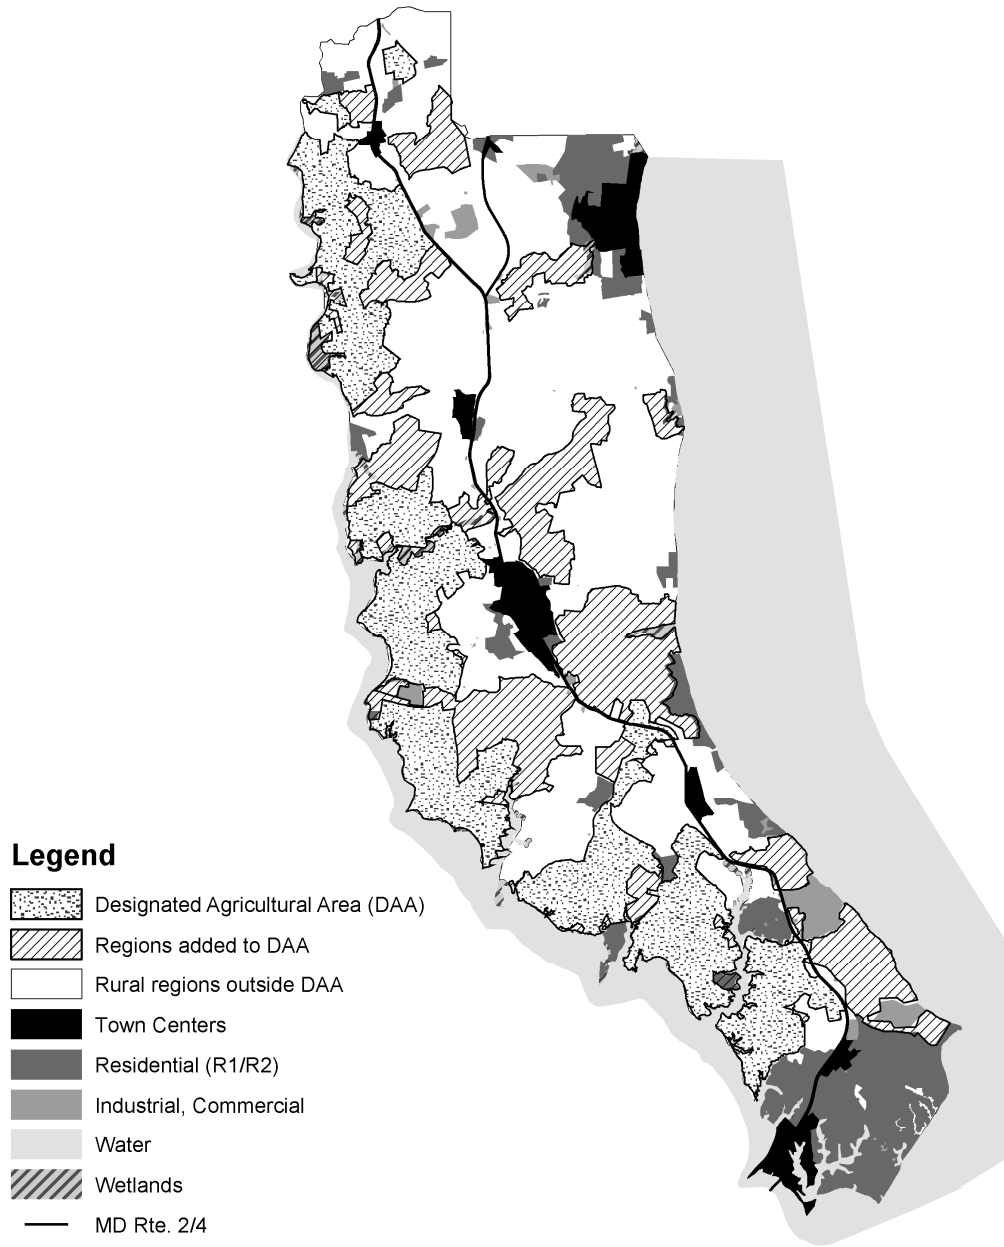 Legend
Designated Agricultural Area (DAA)
Regions added to DAA
Rural regions outside DAA
Town Centers
Residential (R1/R2)
Industrial, Commercial
Water
Wetlands
MD Rte. 2/4